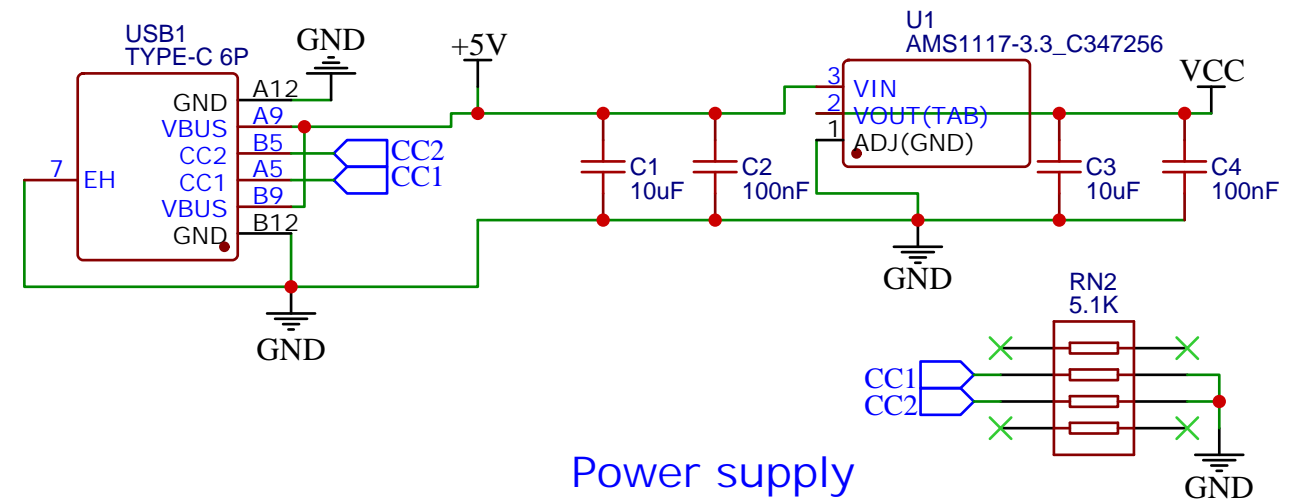 USB1
TYPE-C 6P
GND
+5V
U1
AMS1117-3.3_C347256
VCC
GND A12
VBUS A9
CC2 B5
CC1 A5
VBUS B9
GND B12
7 EH
CC2
CC1
3 VIN
2 VOUT(TAB)
1 ADJ(GND)
C1
10uF
C2
100nF
C3
10uF
C4
100nF
GND
GND
RN2
5.1K
CC1
CC2
GND
Power supply